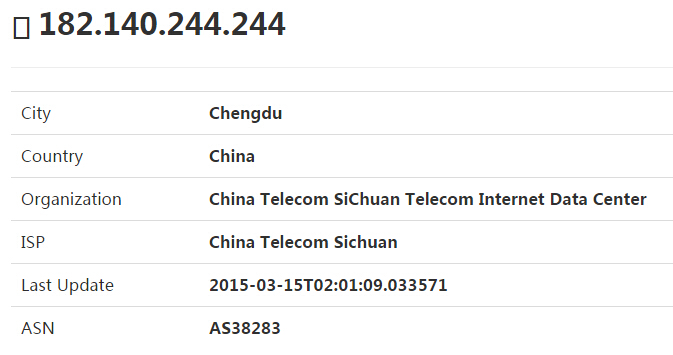 182.140.244.244
City Chengdu
Country China
Organization China Telecom SiChuan Telecom Internet Data Center
ISP China Telecom Sichuan
Last Update 2015-03-15T02:01:09.033571
ASN AS38283